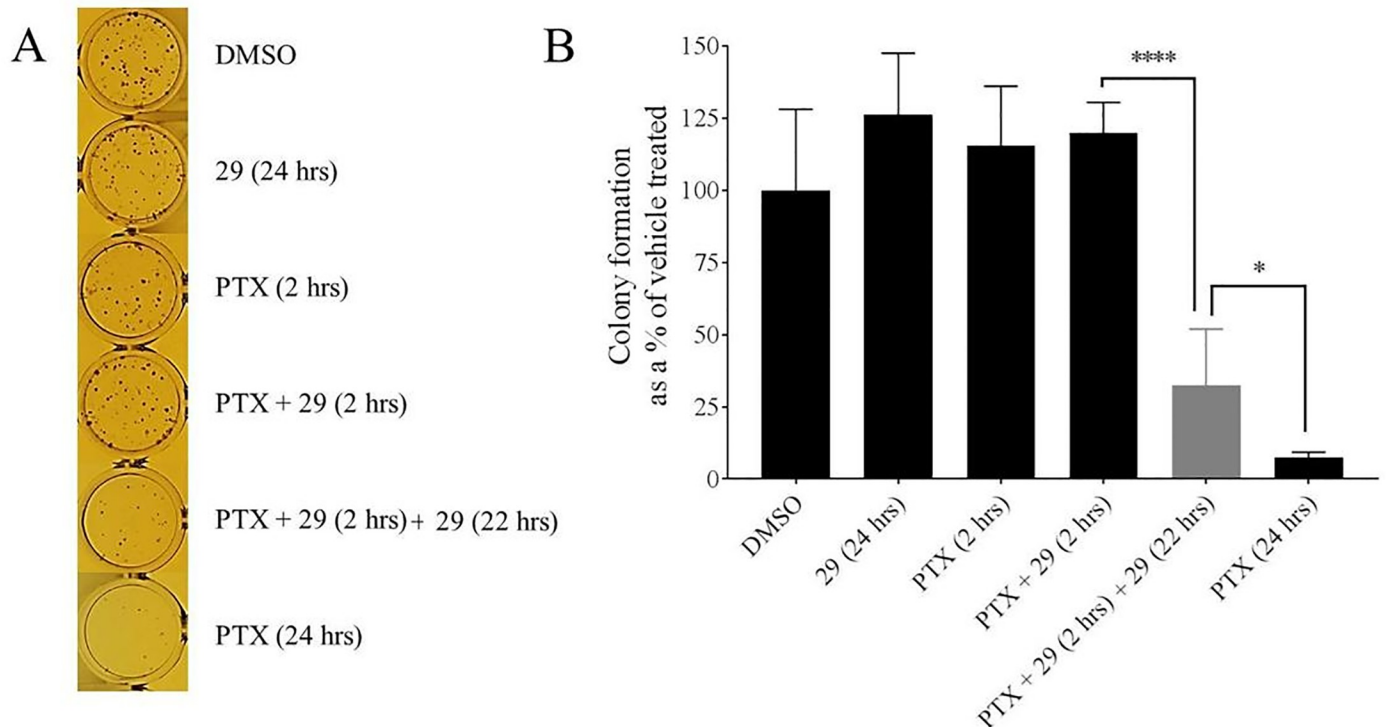 A
DMSO
29 (24 hrs)
PTX (2 hrs)
PTX + 29 (2 hrs)
PTX + 29 (2 hrs) + 29 (22 hrs)
PTX (24 hrs)
B
Colony formation
as a % of vehicle treated
150
125
100
75
50
25
0
****
*
DMSO
29 (24 hrs)
PTX (2 hrs)
PTX + 29 (2 hrs)
PTX + 29 (2 hrs) + 29 (22 hrs)
PTX (24 hrs)